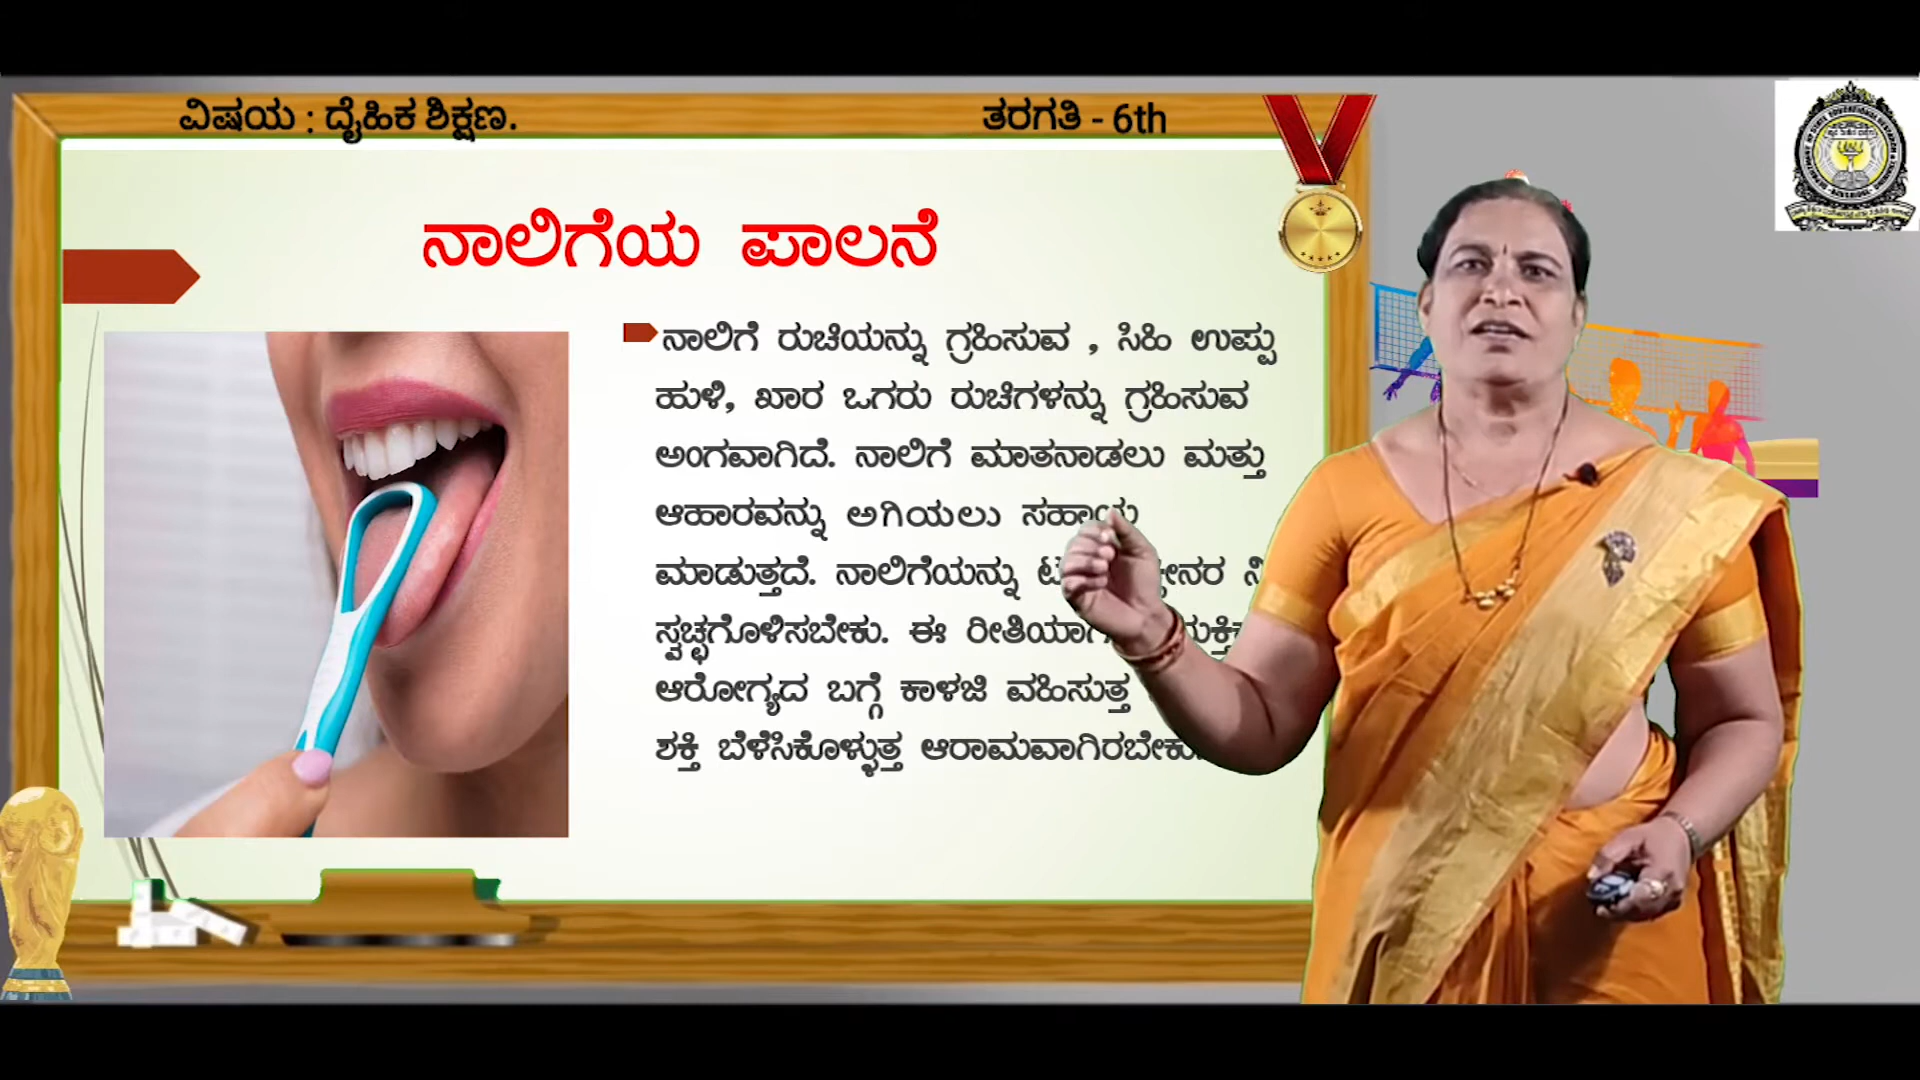 ವಿಷಯ : ದೈಹಿಕ ಶಿಕ್ಷಣ.
ತರಗತಿ - 6th
ನಾಲಿಗೆಯ ಪಾಲನೆ
ನಾಲಿಗೆ ರುಚಿಯನ್ನು ಗ್ರಹಿಸುವ , ಸಿಹಿ ಉಪ್ಪು
ಹುಳಿ, ಖಾರ ಒಗರು ರುಚಿಗಳನ್ನು ಗ್ರಹಿಸುವ
ಅಂಗವಾಗಿದೆ. ನಾಲಿಗೆ ಮಾತನಾಡಲು ಮತ್ತು
ಆಹಾರವನ್ನು ಅಗಿಯಲು ಸಹಾಯ
ಮಾಡುತ್ತದೆ. ನಾಲಿಗೆಯನ್ನು
ಸ್ವಚ್ಛಗೊಳಿಸಬೇಕು. ಈ
ಆರೋಗ್ಯದ ಬಗ್ಗೆ ಕಾಳಜಿ ವಹಿಸುತ್ತ
ಶಕ್ತಿ ಬೆಳೆಸಿಕೊಳ್ಳುತ್ತ ಆರಾಮವಾಗಿರಬೇಕು.